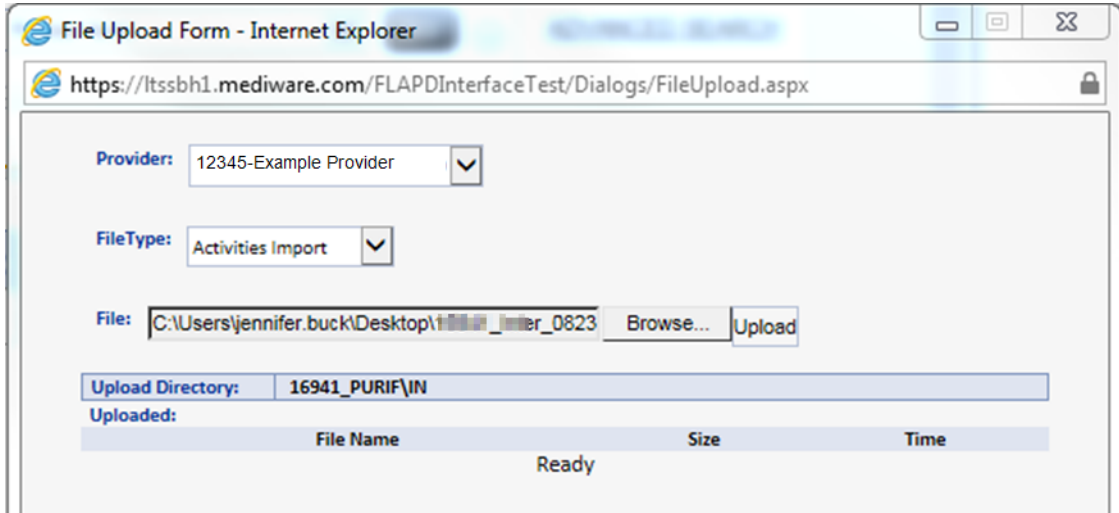 File Upload Form - Internet Explorer
https://ltssbh1.mediware.com/FLAPDInterfaceTest/Dialogs/FileUpload.aspx
Provider: 12345-Example Provider
FileType: Activities Import
File: C:\Users\jennifer.buck\Desktop\ er_0823 Browse... Upload
Upload Directory: 16941_PURIF\IN
Uploaded:
File Name Size Time
Ready